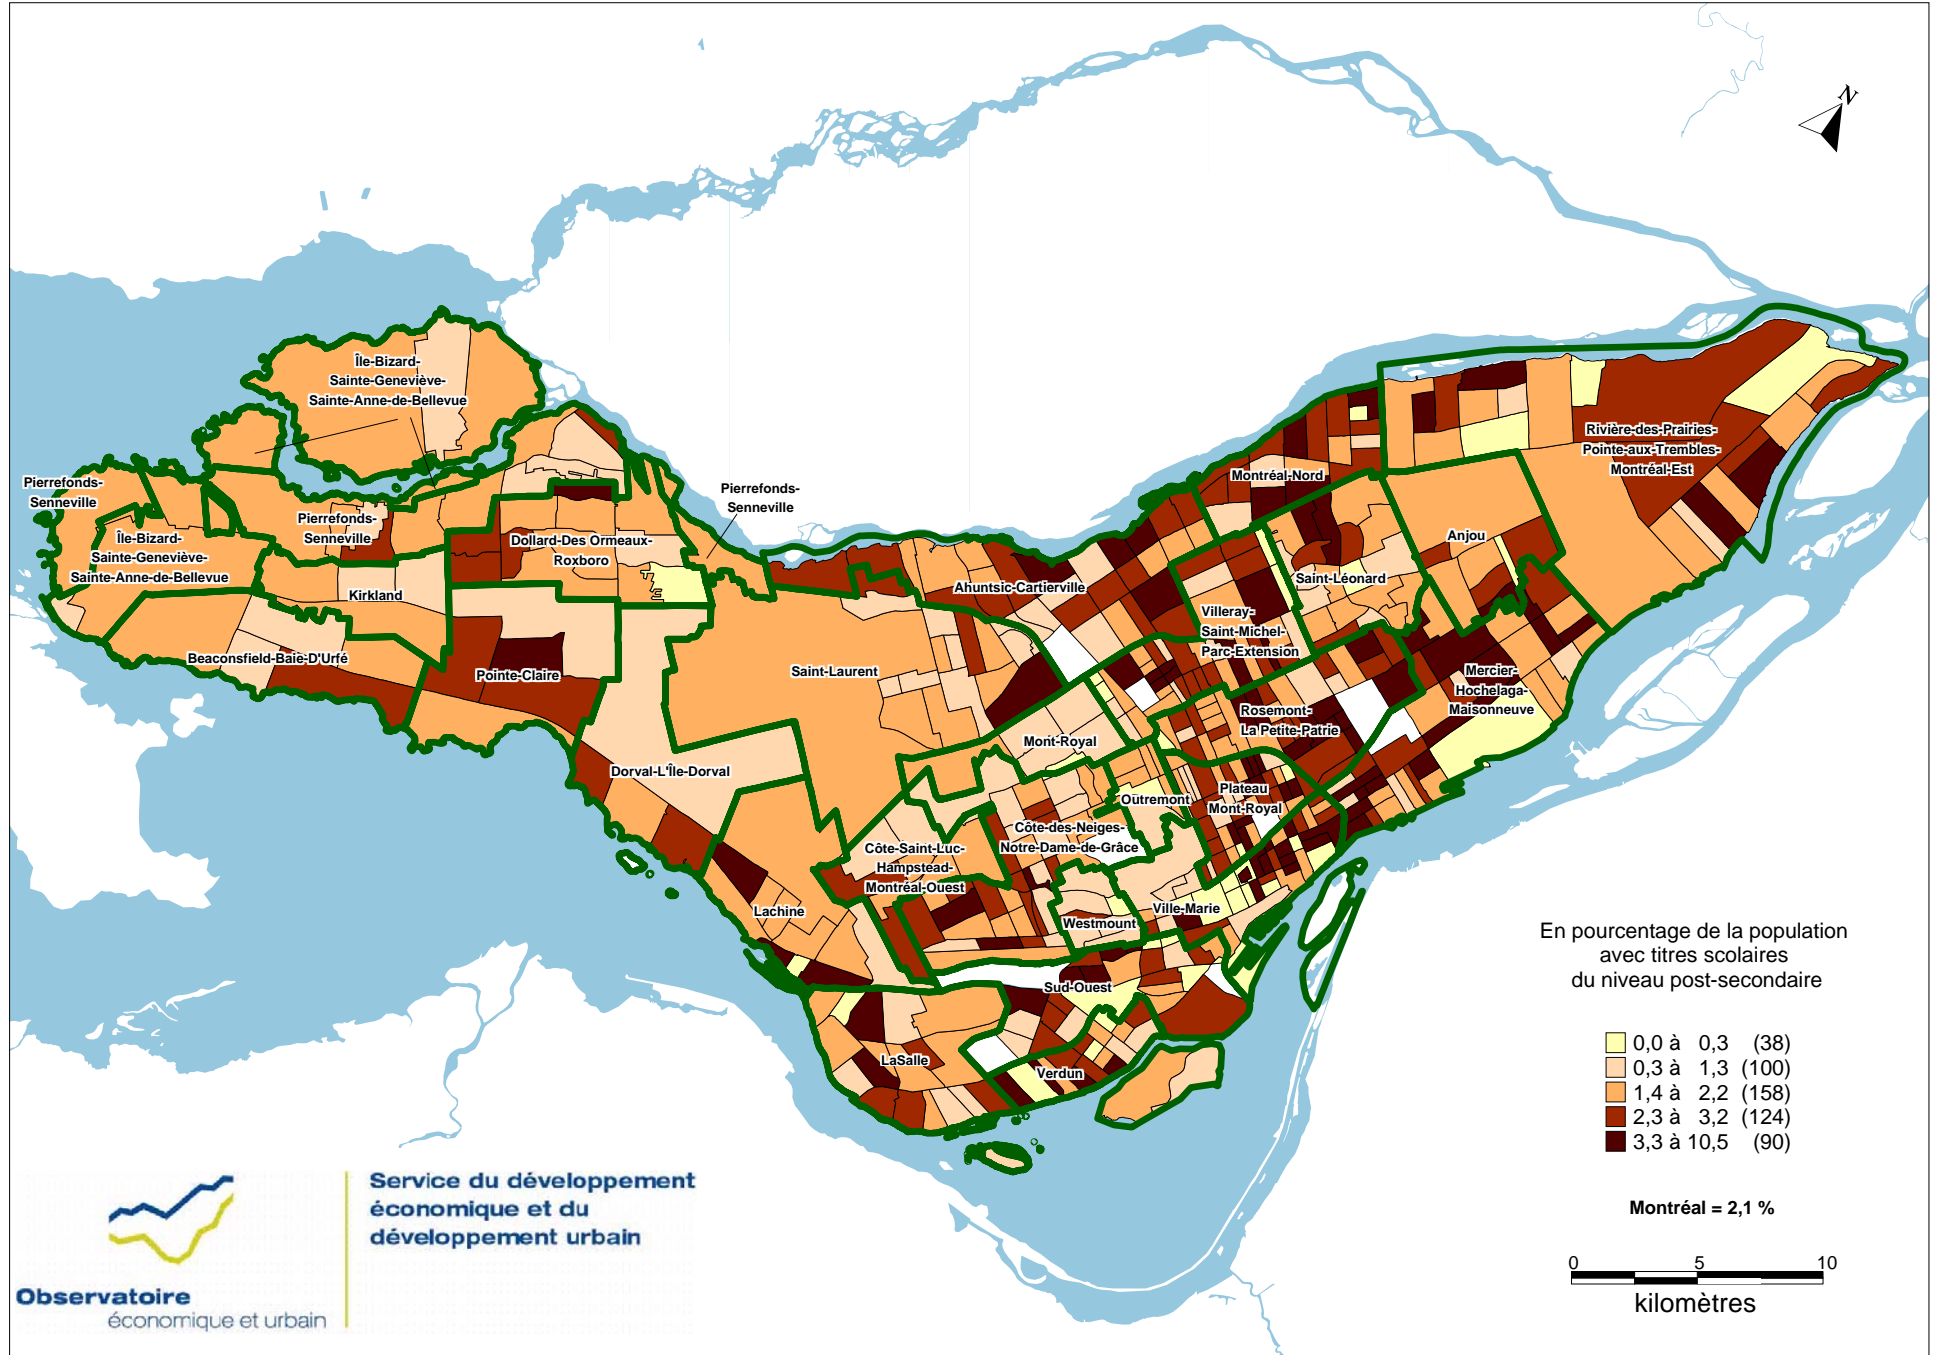 N
Île-Bizard-
Sainte-Geneviève-
Sainte-Anne-de-Bellevue
Pierrefonds-
Senneville
Pierrefonds-
Senneville
Pierrefonds-
Senneville
Île-Bizard-
Sainte-Geneviève-
Sainte-Anne-de-Bellevue
Dollard-Des Ormeaux-
Roxboro
Kirkland
Beaconsfield-Baie-D'Urfé
Pointe-Claire
Dorval-L'Île-Dorval
Saint-Laurent
Ahuntsic-Cartierville
Montréal-Nord
Rivière-des-Prairies-
Pointe-aux-Trembles-
Montréal-Est
Anjou
Saint-Léonard
Villeray-
Saint-Michel-
Parc-Extension
Mercier-
Hochelaga-
Maisonneuve
Rosemont-
La Petite-Patrie
Mont-Royal
Outremont
Plateau
Mont-Royal
Côte-des-Neiges-
Notre-Dame-de-Grâce
Côte-Saint-Luc-
Hampstead-
Montréal-Ouest
Lachine
Westmount
Ville-Marie
Sud-Ouest
LaSalle
Verdun
En pourcentage de la population
avec titres scolaires
du niveau post-secondaire
0,0 à 0,3 (38)
0,3 à 1,3 (100)
1,4 à 2,2 (158)
2,3 à 3,2 (124)
3,3 à 10,5 (90)
Montréal = 2,1 %
0 5 10
kilomètres
Service du développement
économique et du
développement urbain
Observatoire
économique et urbain